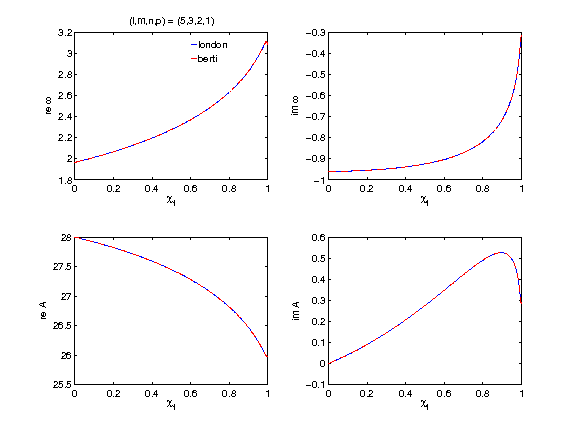 (l,m,n,p) = (5,3,2,1)
london
berti
re ω
3.2
3
2.8
2.6
2.4
2.2
2
1.8
0 0.2 0.4 0.6 0.8 1
χf
im ω
-0.3
-0.4
-0.5
-0.6
-0.7
-0.8
-0.9
-1
0 0.2 0.4 0.6 0.8 1
χf
re A
28
27.5
27
26.5
26
25.5
0 0.2 0.4 0.6 0.8 1
χf
im A
0.6
0.5
0.4
0.3
0.2
0.1
0
-0.1
0 0.2 0.4 0.6 0.8 1
χf